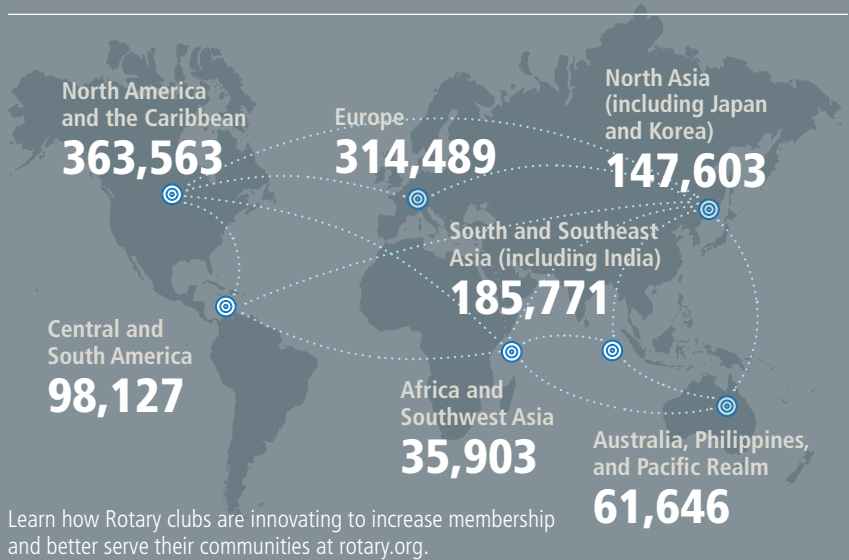 North America
and the Caribbean
363,563
Europe
314,489
North Asia
(including Japan
and Korea)
147,603
South and Southeast
Asia (including India)
185,771
Central and
South America
98,127
Africa and
Southwest Asia
35,903
Australia, Philippines,
and Pacific Realm
61,646
Learn how Rotary clubs are innovating to increase membership
and better serve their communities at rotary.org.